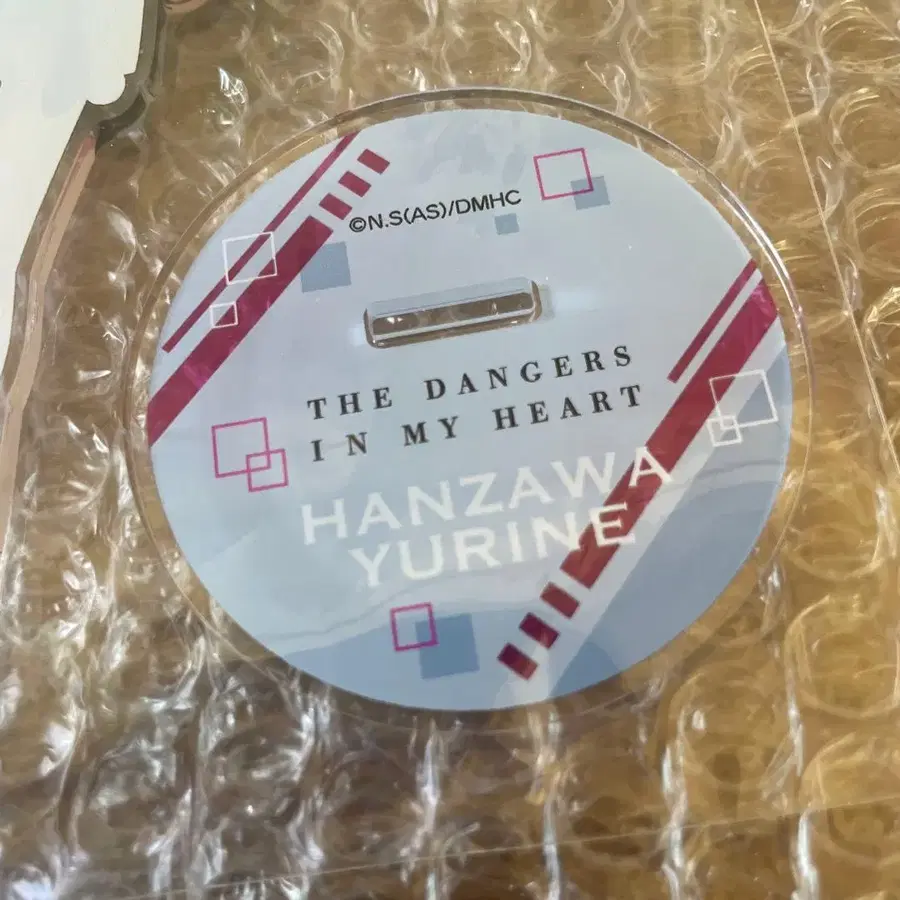 ©N.S(AS)/DMHC
THE DANGERS
IN MY HEART
HANZAWA
YURINE